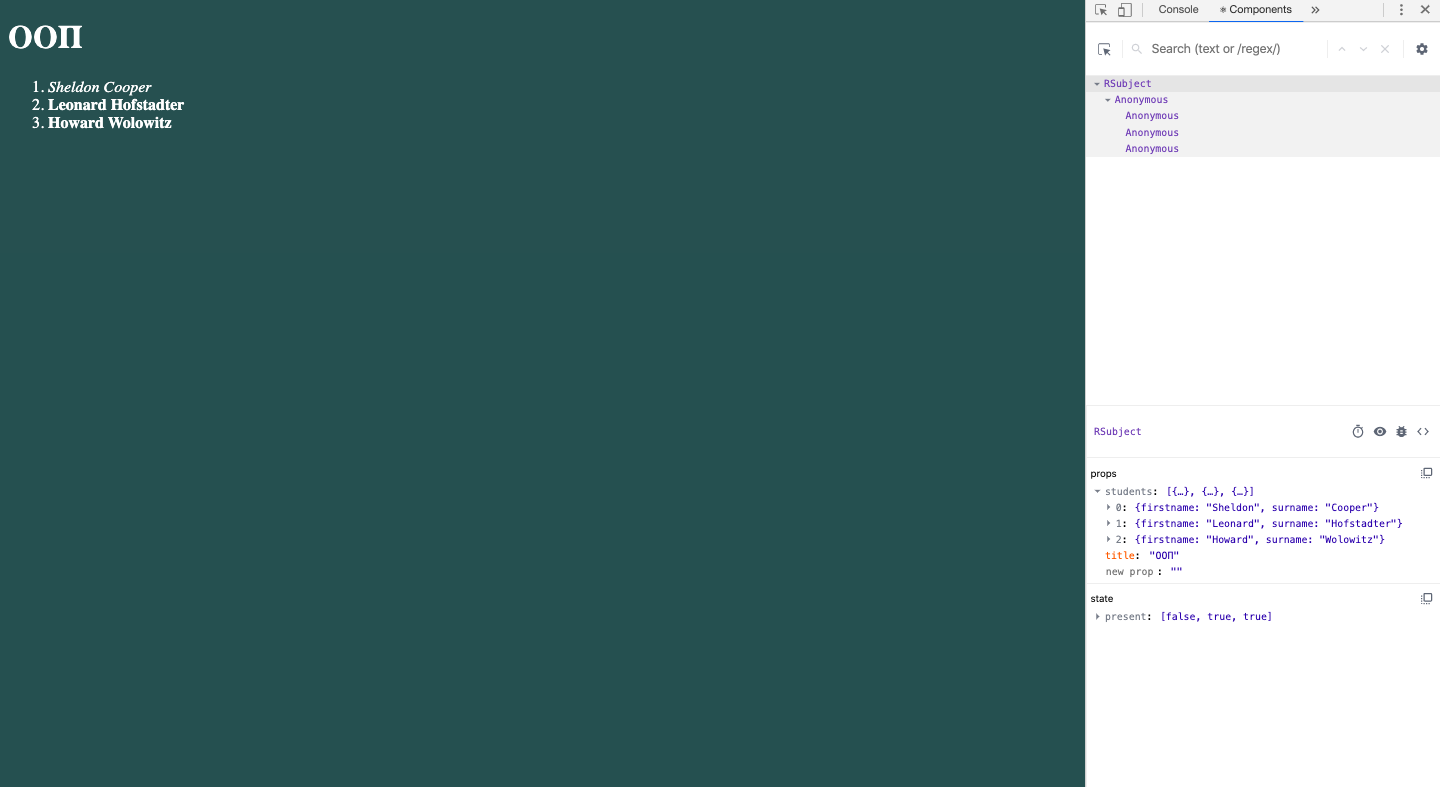 ООП
1. Sheldon Cooper
2. Leonard Hofstadter
3. Howard Wolowitz
Console
Components
Search (text or /regex/)
RSubject
Anonymous
Anonymous
Anonymous
Anonymous
RSubject
props
students: [{…}, {…}, {…}]
0: {firstname: "Sheldon", surname: "Cooper"}
1: {firstname: "Leonard", surname: "Hofstadter"}
2: {firstname: "Howard", surname: "Wolowitz"}
title: "ООП"
new prop: ""
state
present: [false, true, true]